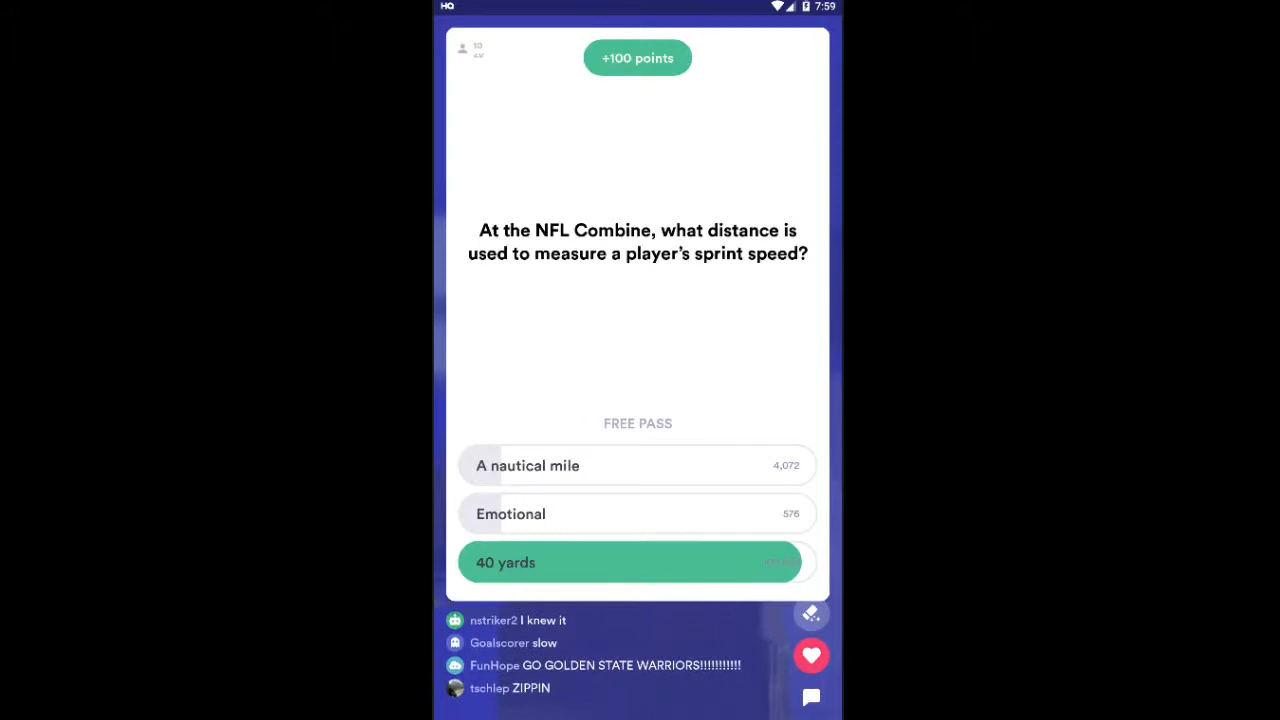 HQ
7:59
+100 points
At the NFL Combine, what distance is
used to measure a player’s sprint speed?
FREE PASS
A nautical mile
4,072
Emotional
576
40 yards
nstriker2 I knew it
Goalscorer slow
FunHope GO GOLDEN STATE WARRIORS!!!!!!!!!!!
tschlep ZIPPIN